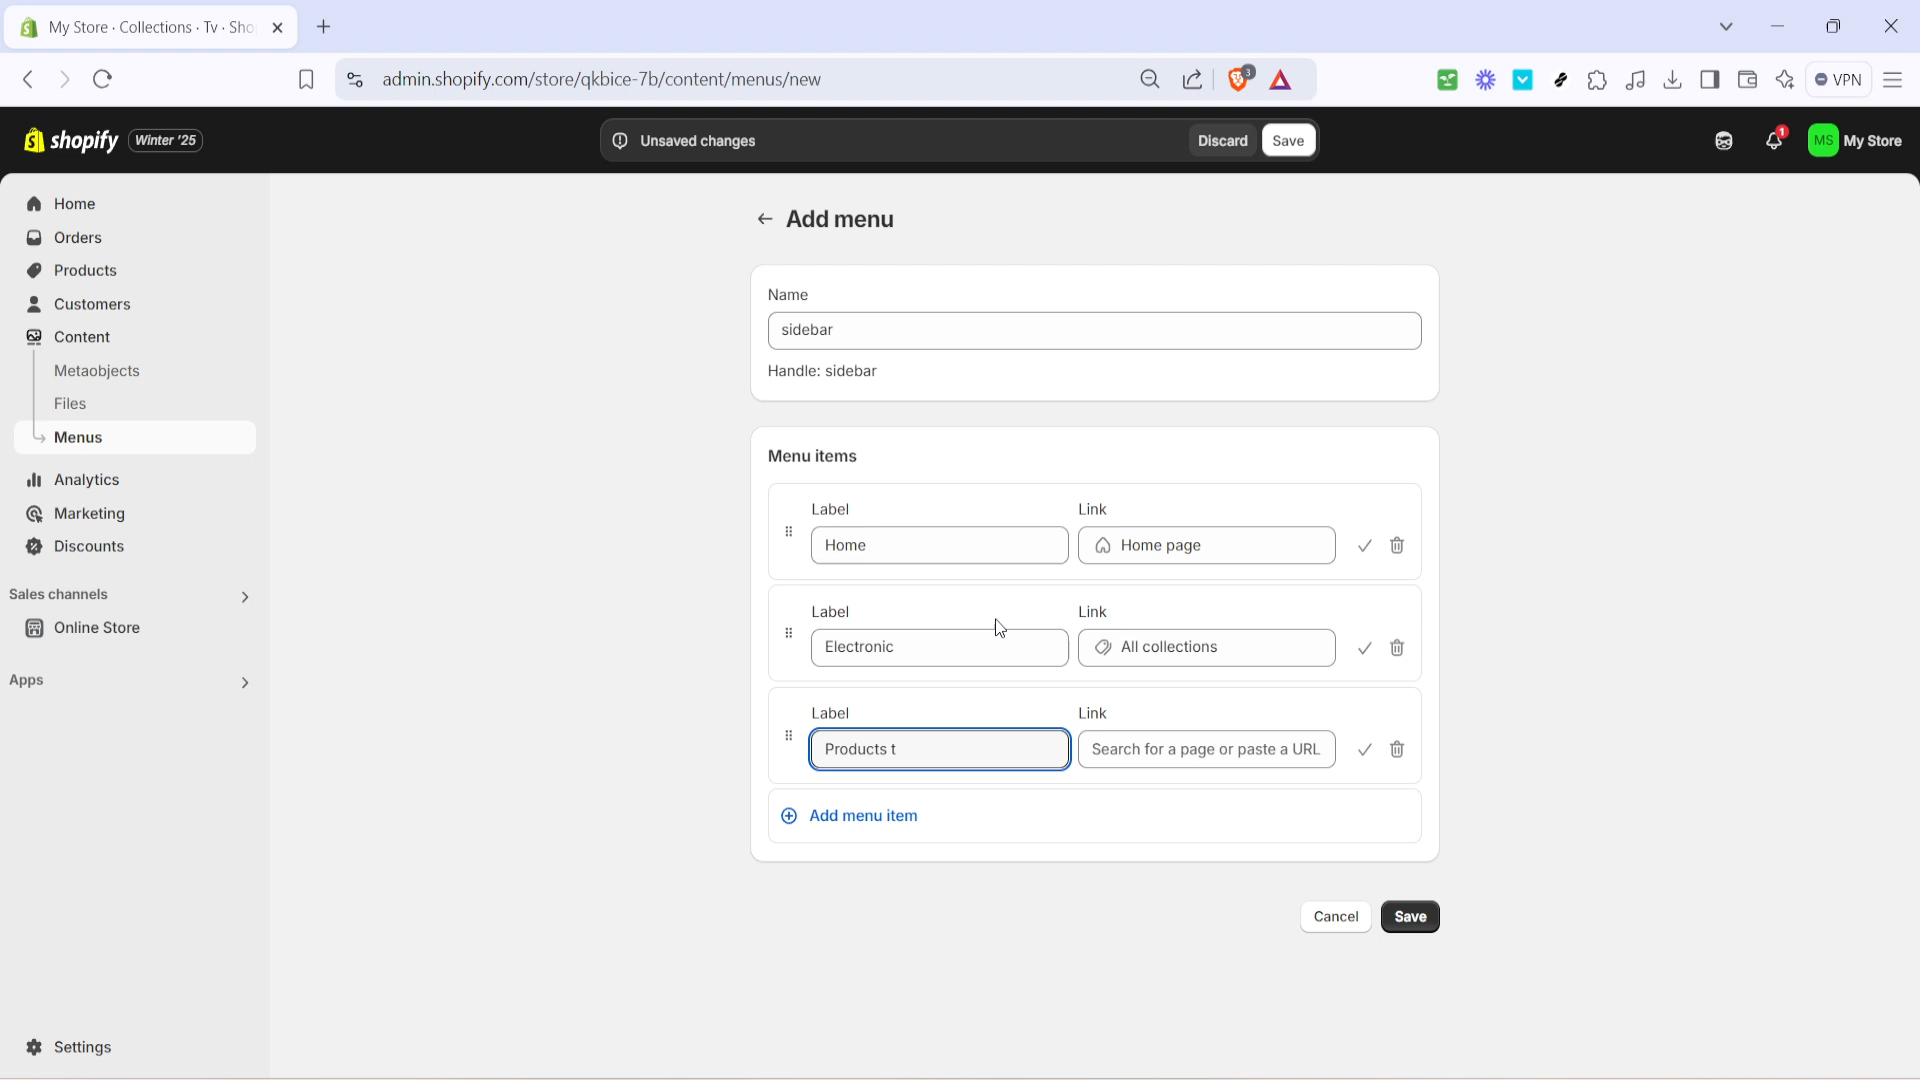 My Store · Collections · Tv · Sho
admin.shopify.com/store/qkbice-7b/content/menus/new
3
VPN
shopify Winter '25
Unsaved changes
Discard
Save
1
MS
My Store
Home
Orders
Products
Customers
Content
Metaobjects
Files
Menus
Analytics
Marketing
Discounts
Sales channels
Online Store
Apps
Settings
Add menu
Name
sidebar
Handle: sidebar
Menu items
Label Link
Home Home page
Label Link
Electronic All collections
Label Link
Products t Search for a page or paste a URL
Add menu item
Cancel Save